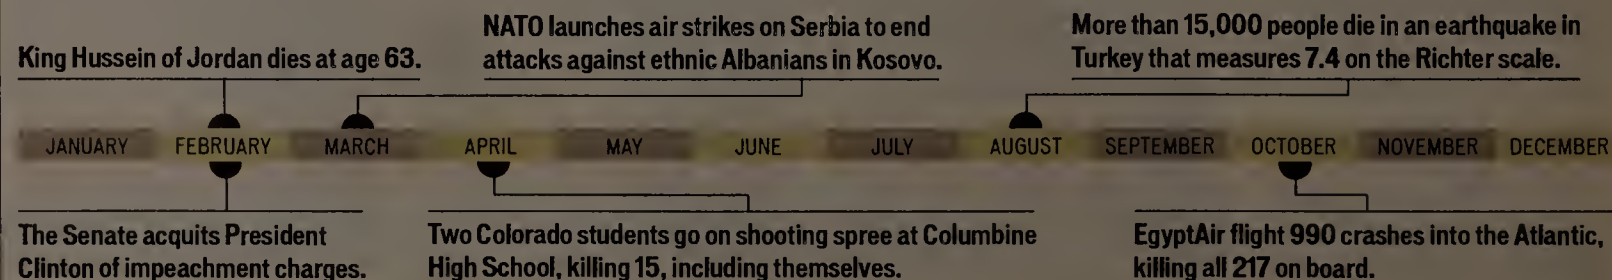 King Hussein of Jordan dies at age 63.
NATO launches air strikes on Serbia to end
attacks against ethnic Albanians in Kosovo.
More than 15,000 people die in an earthquake in
Turkey that measures 7.4 on the Richter scale.
JANUARY FEBRUARY MARCH APRIL MAY JUNE JULY AUGUST SEPTEMBER OCTOBER NOVEMBER DECEMBER
The Senate acquits President
Clinton of impeachment charges.
Two Colorado students go on shooting spree at Columbine
High School, killing 15, including themselves.
EgyptAir flight 990 crashes into the Atlantic,
killing all 217 on board.